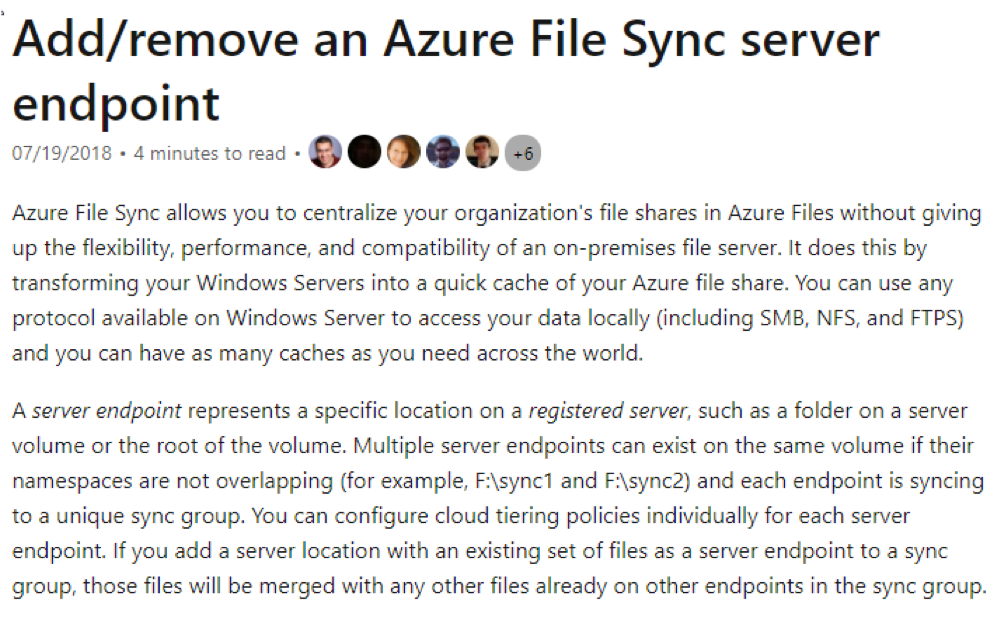 Add/remove an Azure File Sync server
endpoint
07/19/2018 • 4 minutes to read • +6
Azure File Sync allows you to centralize your organization's file shares in Azure Files without giving
up the flexibility, performance, and compatibility of an on-premises file server. It does this by
transforming your Windows Servers into a quick cache of your Azure file share. You can use any
protocol available on Windows Server to access your data locally (including SMB, NFS, and FTPS)
and you can have as many caches as you need across the world.
A server endpoint represents a specific location on a registered server, such as a folder on a server
volume or the root of the volume. Multiple server endpoints can exist on the same volume if their
namespaces are not overlapping (for example, F:\sync1 and F:\sync2) and each endpoint is syncing
to a unique sync group. You can configure cloud tiering policies individually for each server
endpoint. If you add a server location with an existing set of files as a server endpoint to a sync
group, those files will be merged with any other files already on other endpoints in the sync group.